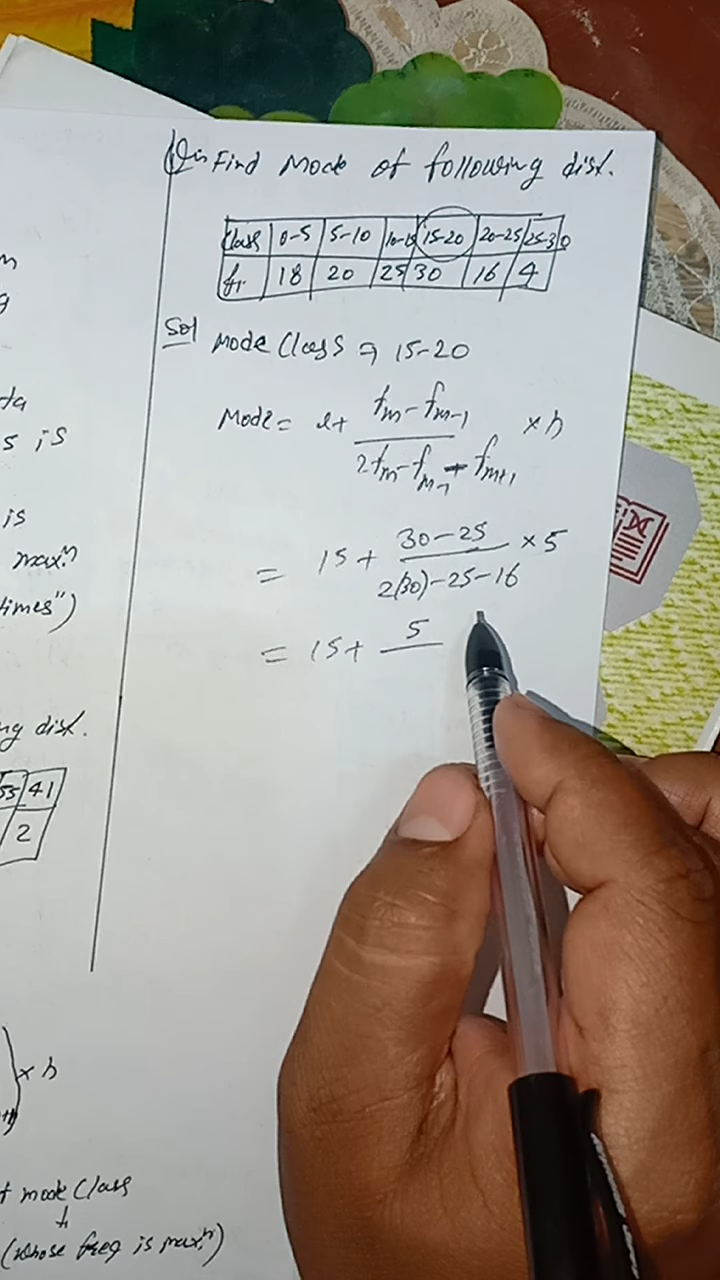 Find Mode of following dist.
Class 0-5 5-10 10-15 15-20 20-25 25-30
fi 18 20 25 30 16 4
Sol Mode Class ⇒ 15-20
Mode = l + (fm - fm-1)/(2fm - fm-1 - fm+1) × h
= 15 + (30-25)/(2(30)-25-16) × 5
= 15 + 5
s is
is
max^m
times")
ng dist.
55 41
2
× h
mode Class
(whose freq is max^m)